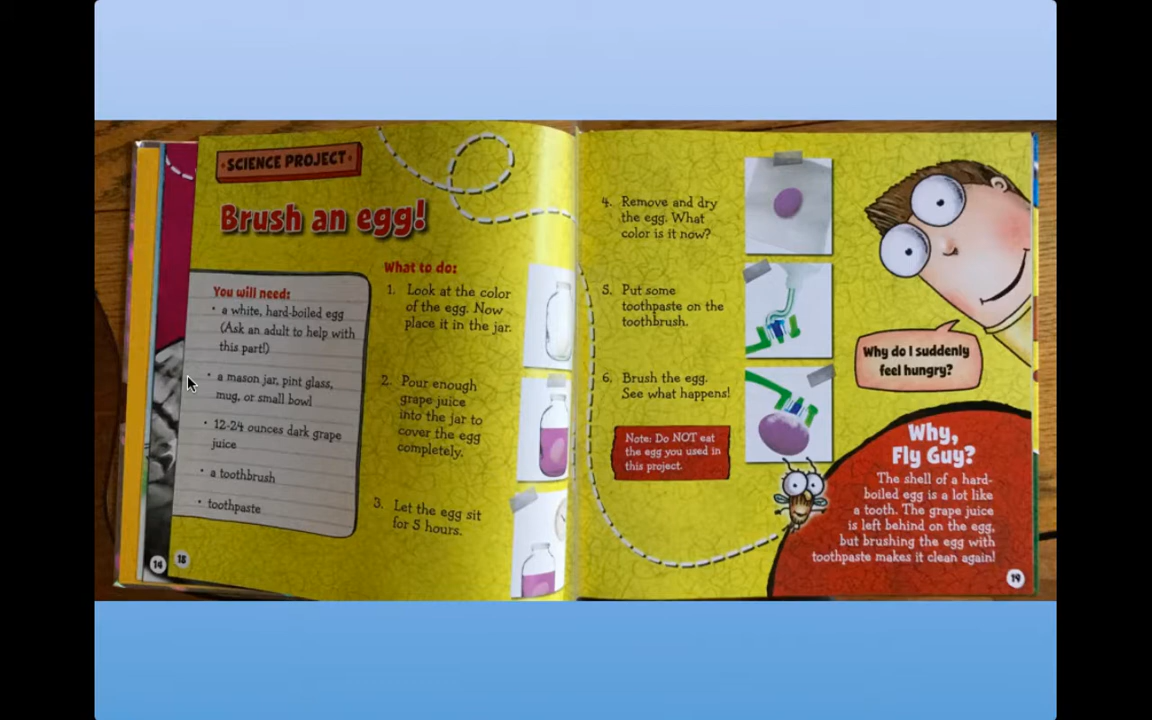 SCIENCE PROJECT
Brush an egg!
You will need:
• a white, hard-boiled egg
(Ask an adult to help with
this part!)
• a mason jar, pint glass,
mug, or small bowl
• 12-24 ounces dark grape
juice
• a toothbrush
• toothpaste
What to do:
1. Look at the color
of the egg. Now
place it in the jar.
2. Pour enough
grape juice
into the jar to
cover the egg
completely.
3. Let the egg sit
for 5 hours.
14
18
4. Remove and dry
the egg. What
color is it now?
5. Put some
toothpaste on the
toothbrush.
6. Brush the egg.
See what happens!
Note: Do NOT eat
the egg you used in
this project.
Why do I suddenly
feel hungry?
Why,
Fly Guy?
The shell of a hard-
boiled egg is a lot like
a tooth. The grape juice
is left behind on the egg,
but brushing the egg with
toothpaste makes it clean again!
19